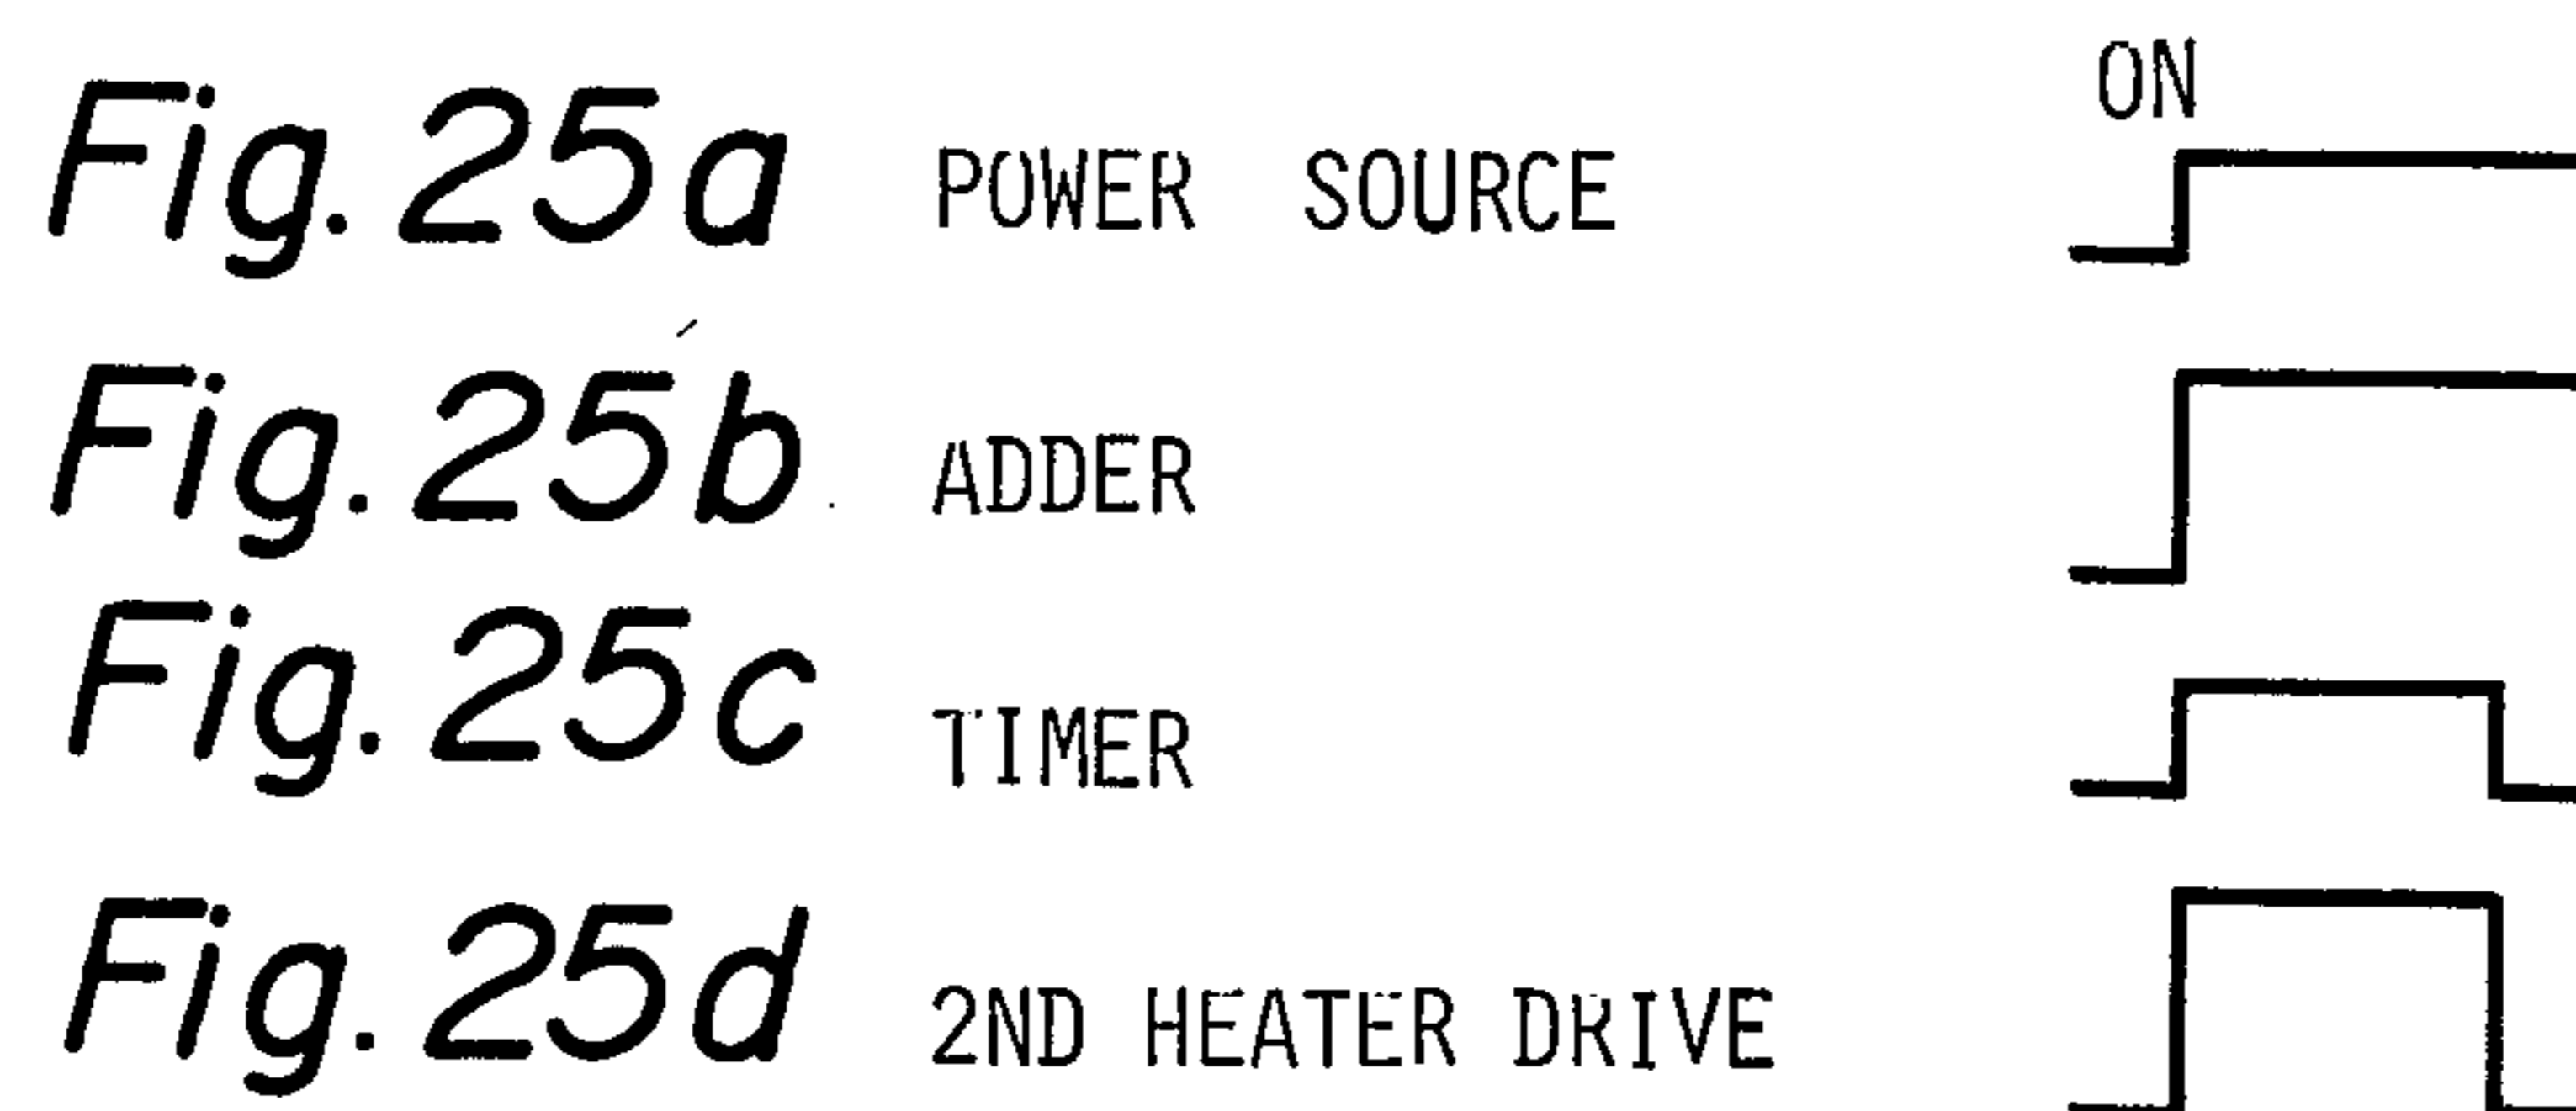 ON
Fig. 25a POWER SOURCE
Fig. 25b ADDER
Fig. 25c TIMER
Fig. 25d 2ND HEATER DRIVE